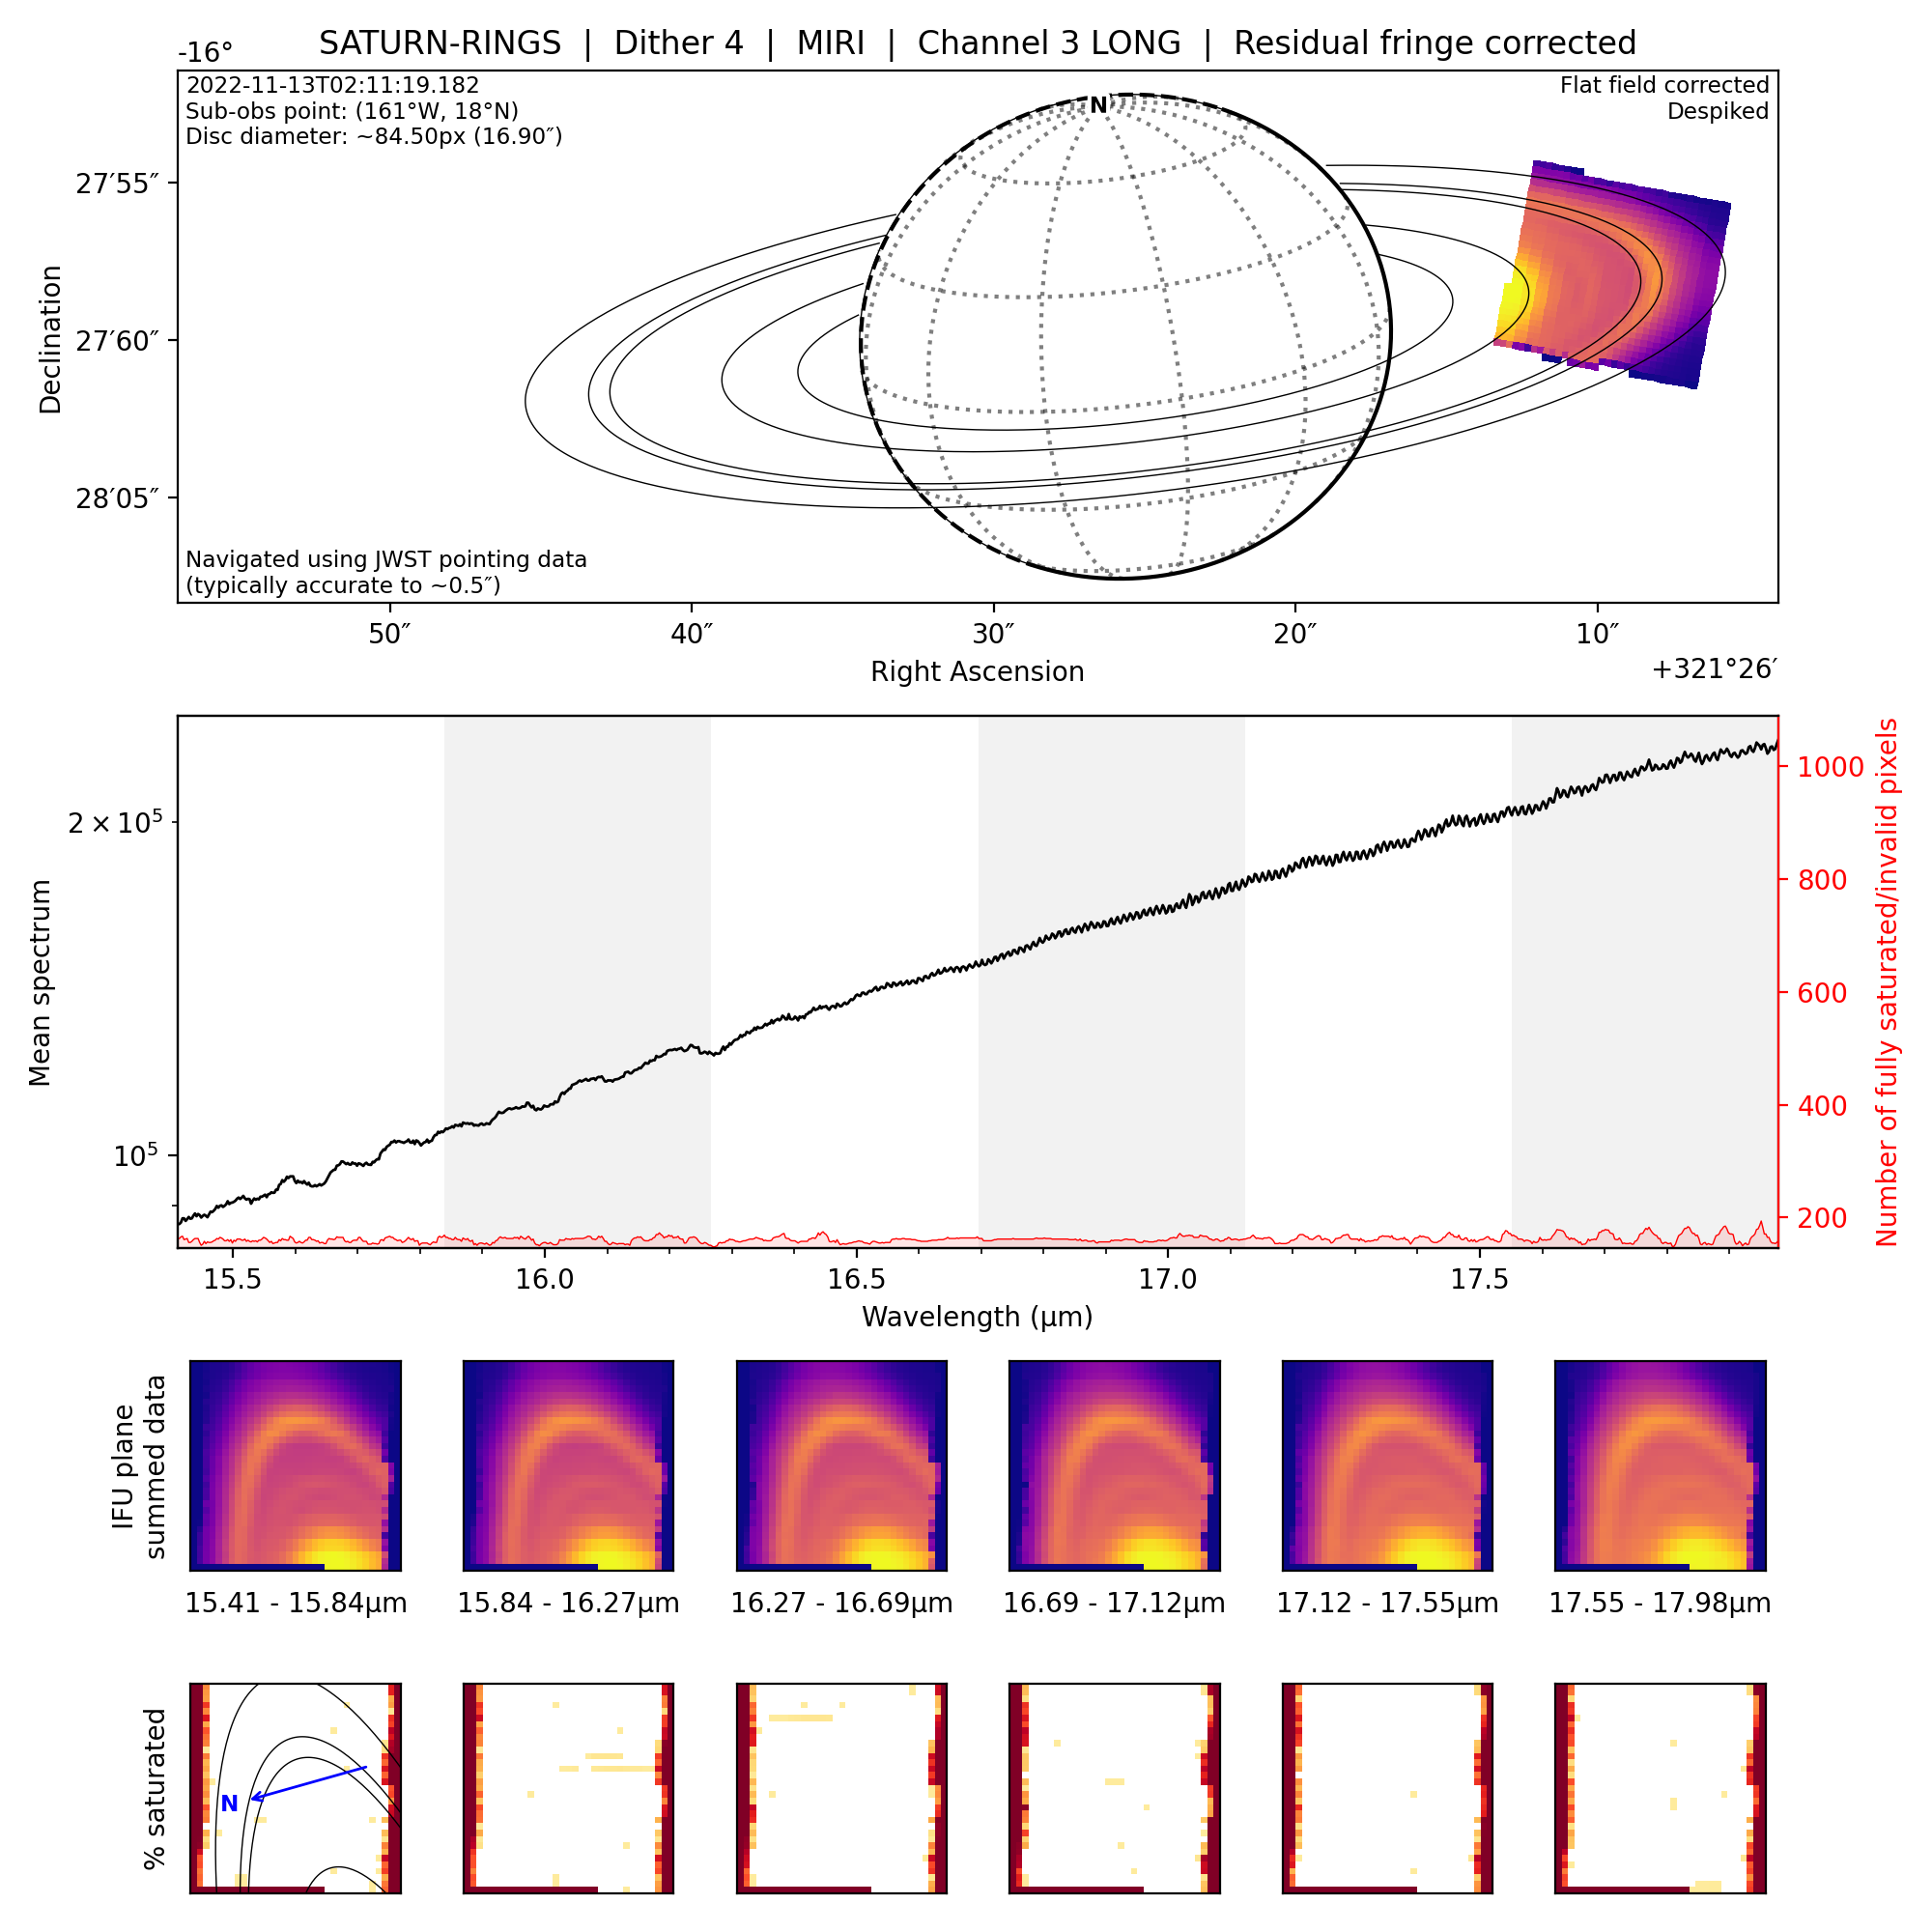 SATURN-RINGS | Dither 4 | MIRI | Channel 3 LONG | Residual fringe corrected
-16°
2022-11-13T02:11:19.182
Sub-obs point: (161°W, 18°N)
Disc diameter: ~84.50px (16.90″)
Flat field corrected
Despiked
N
27′55″
27′60″
28′05″
Declination
Navigated using JWST pointing data
(typically accurate to ~0.5″)
50″ 40″ 30″ 20″ 10″
Right Ascension
+321°26′
2 × 10⁵
10⁵
Mean spectrum
1000
800
600
400
200
Number of fully saturated/invalid pixels
15.5 16.0 16.5 17.0 17.5
Wavelength (μm)
IFU plane
summed data
15.41 - 15.84μm 15.84 - 16.27μm 16.27 - 16.69μm 16.69 - 17.12μm 17.12 - 17.55μm 17.55 - 17.98μm
% saturated
N